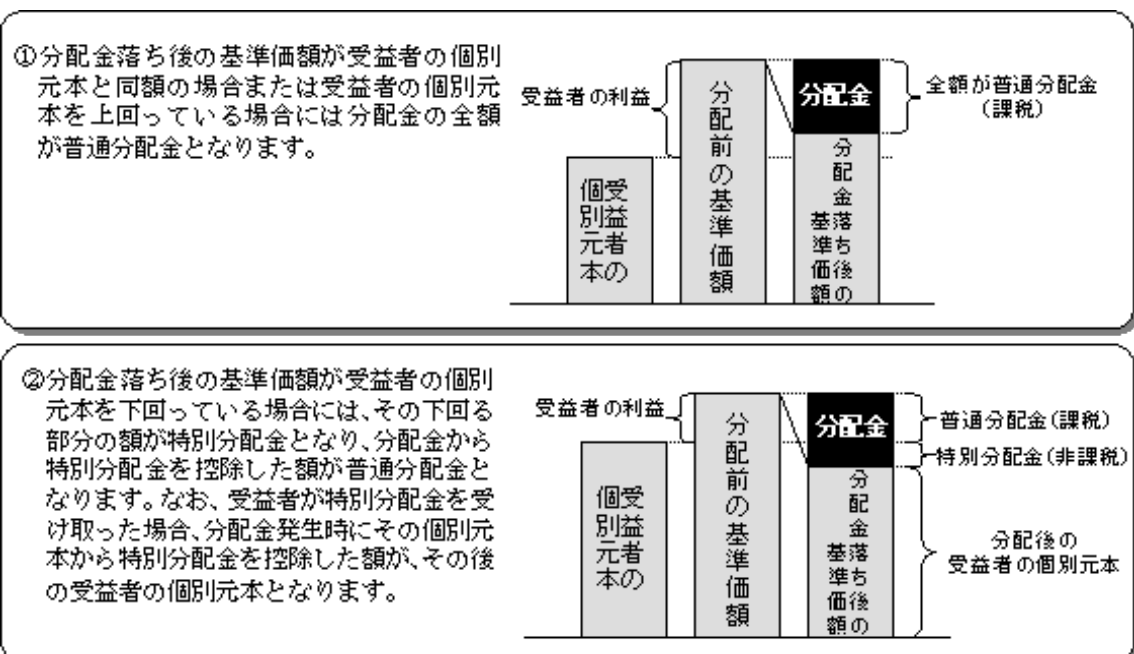 ①分配金落ち後の基準価額が受益者の個別
元本と同額の場合または受益者の個別元
本を上回っている場合には分配金の全額
が普通分配金となります。
受益者の利益
受益者の
個別元本
分配前の基準価額
分配金
分配金落ち後の
基準価額
全額が普通分配金
(課税)
②分配金落ち後の基準価額が受益者の個別
元本を下回っている場合には、その下回る
部分の額が特別分配金となり、分配金から
特別分配金を控除した額が普通分配金と
なります。なお、受益者が特別分配金を受
け取った場合、分配金発生時にその個別元
本から特別分配金を控除した額が、その後
の受益者の個別元本となります。
受益者の利益
受益者の
個別元本
分配前の基準価額
分配金
分配金落ち後の
基準価額
普通分配金(課税)
特別分配金(非課税)
分配後の
受益者の個別元本